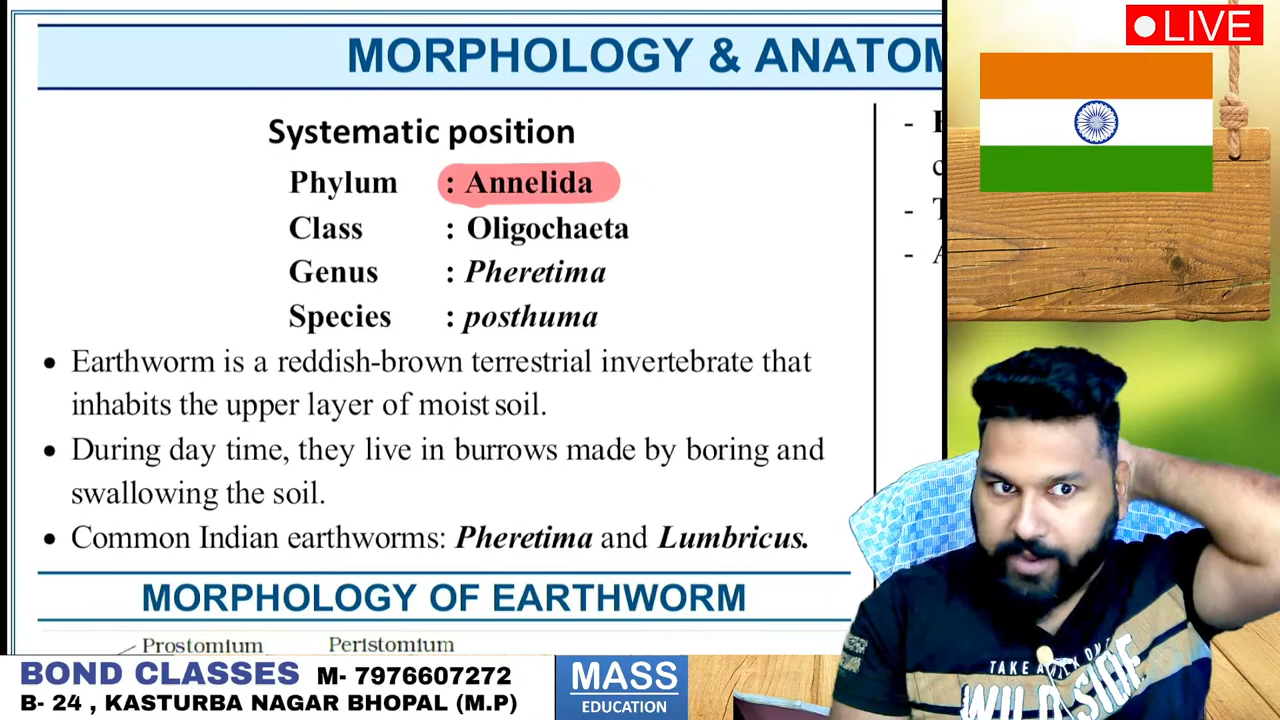 MORPHOLOGY & ANATOM
Systematic position
Phylum : Annelida
Class : Oligochaeta
Genus : Pheretima
Species : posthuma
• Earthworm is a reddish-brown terrestrial invertebrate that
inhabits the upper layer of moist soil.
• During day time, they live in burrows made by boring and
swallowing the soil.
• Common Indian earthworms: Pheretima and Lumbricus.
MORPHOLOGY OF EARTHWORM
Prostomium Peristomium
LIVE
TAKE A
WILD SIDE
BOND CLASSES M- 7976607272
B- 24 , KASTURBA NAGAR BHOPAL (M.P)
MASS
EDUCATION